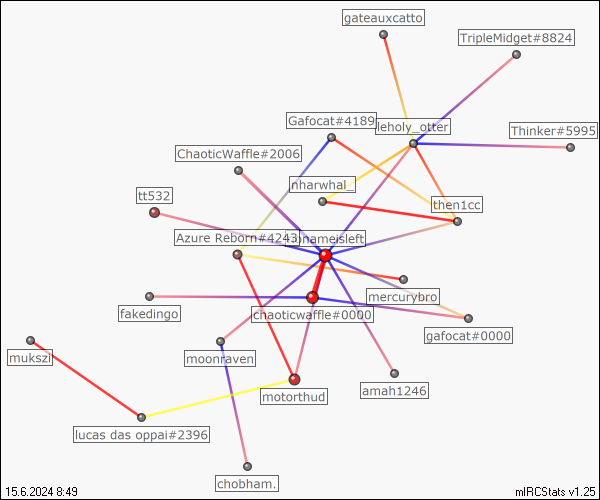 gateauxcatto
TripleMidget#8824
Gafocat#4189
leholy_otter
Thinker#5995
ChaoticWaffle#2006
nharwhal_
tt532
then1cc
Azure Reborn#4243
nameisleft
mercurybro
fakedingo
chaoticwaffle#0000
gafocat#0000
mukszi
moonraven
motorthud
amah1246
lucas das oppai#2396
chobham.
15.6.2024 8:49
mIRCStats v1.25